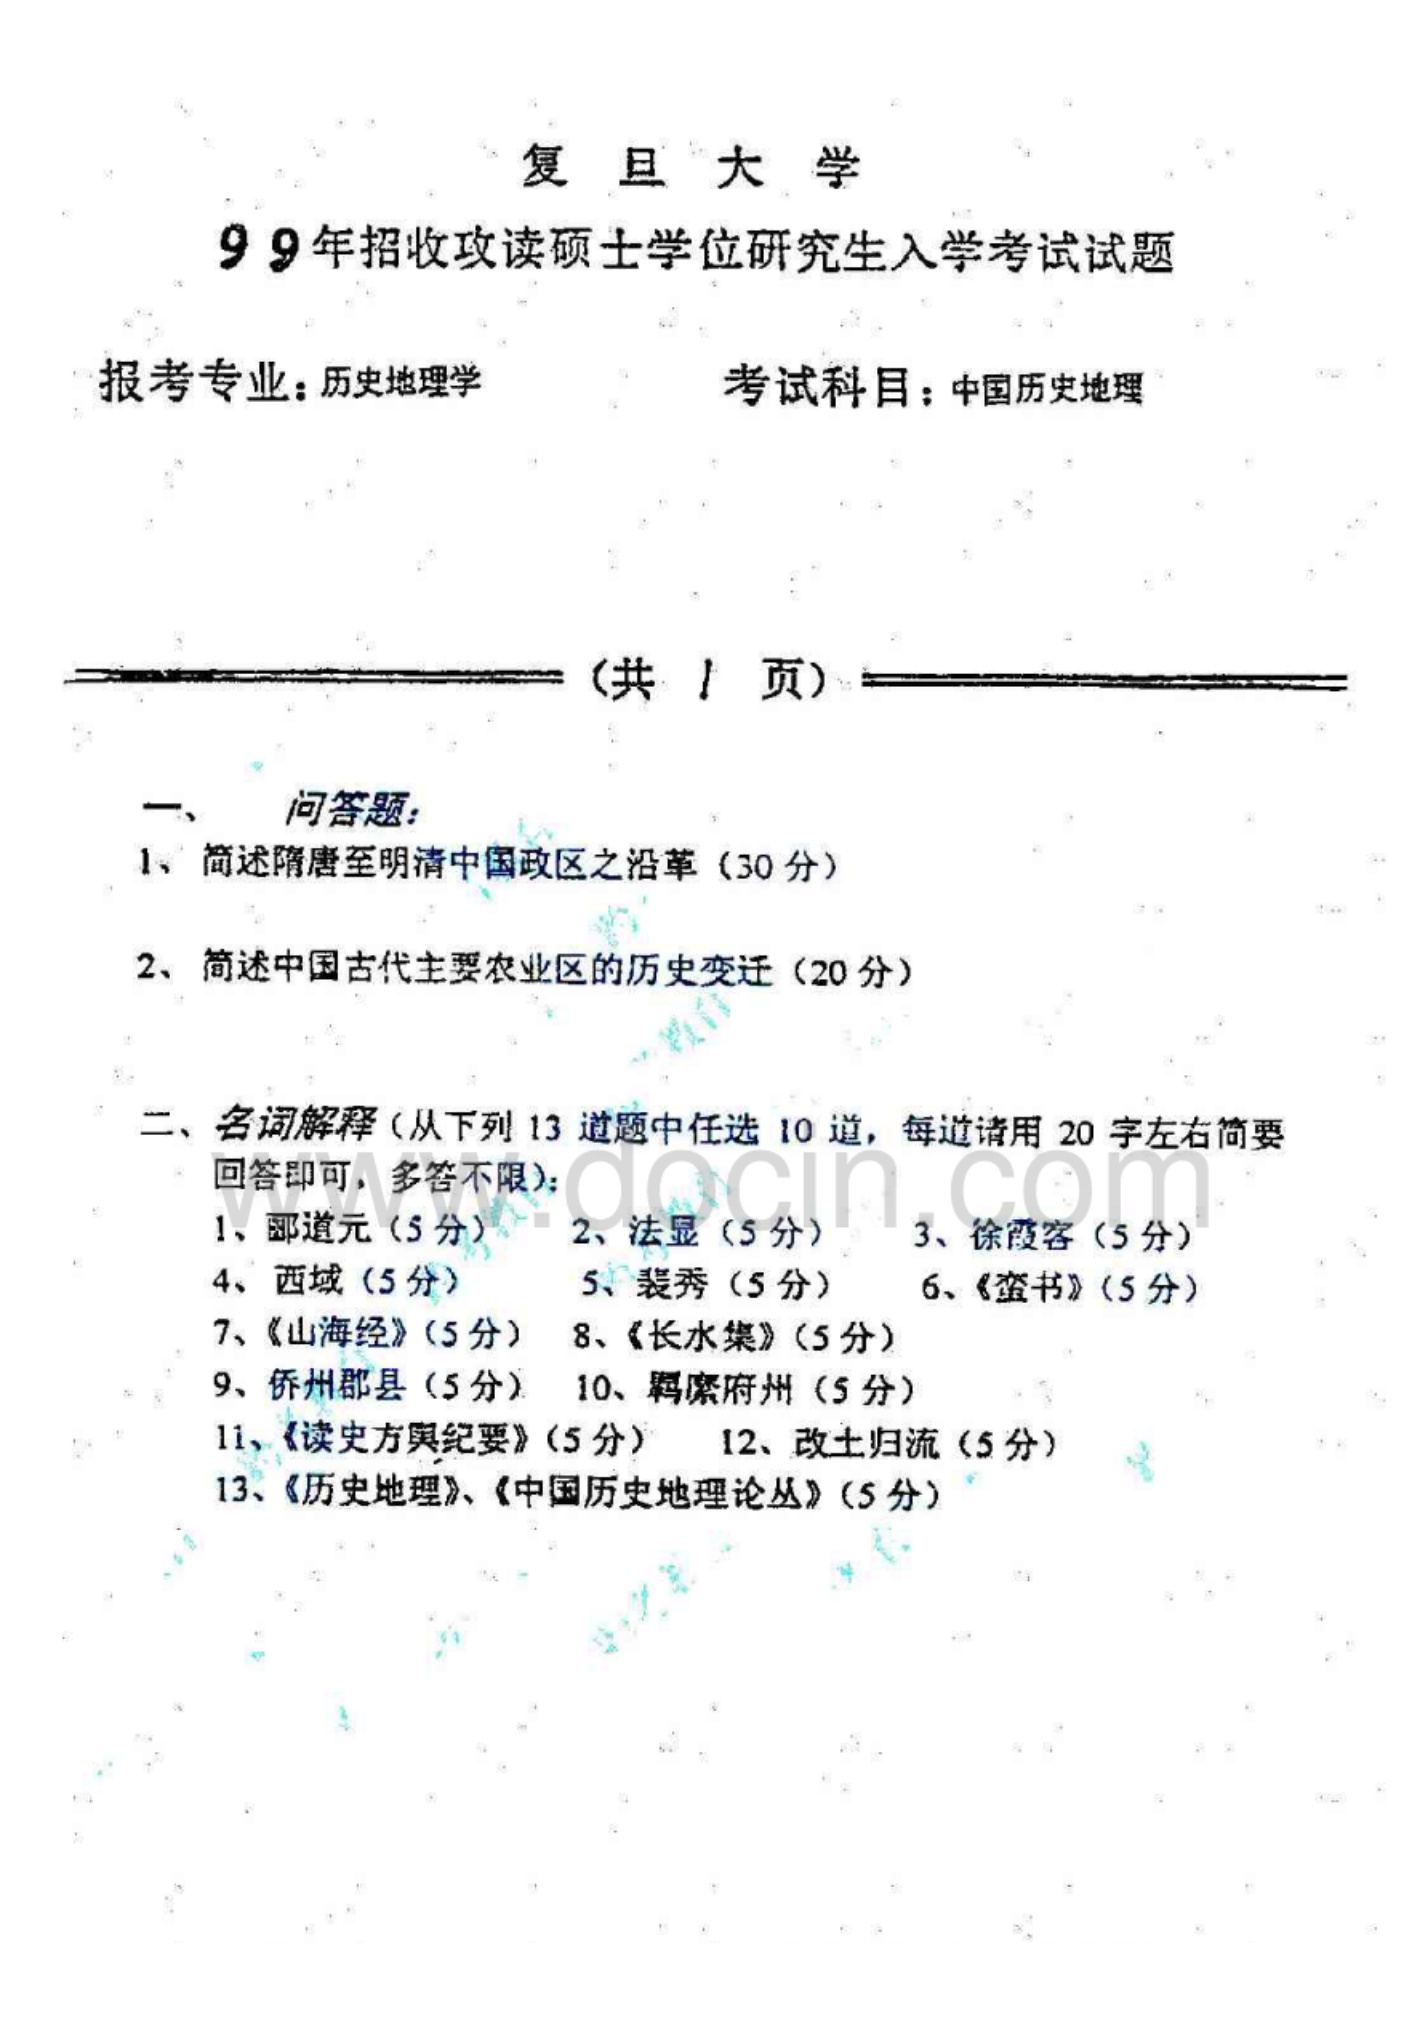 复 旦 大 学
99年招收攻读硕士学位研究生入学考试试题
报考专业：历史地理学 考试科目：中国历史地理
（共 1 页）
一、 问答题：
1、 简述隋唐至明清中国政区之沿革（30 分）
2、 简述中国古代主要农业区的历史变迁（20 分）
二、名词解释（从下列 13 道题中任选 10 道，每道请用 20 字左右简要
回答即可，多答不限）：
www.docin.com
1、郦道元（5 分） 2、法显（5 分） 3、徐霞客（5 分）
4、 西域（5 分） 5、裴秀（5 分） 6、《蛮书》（5 分）
7、《山海经》（5 分） 8、《长水集》（5 分）
9、侨州郡县（5 分） 10、羁縻府州（5 分）
11、《读史方舆纪要》（5 分） 12、改土归流（5 分）
13、《历史地理》、《中国历史地理论丛》（5 分）